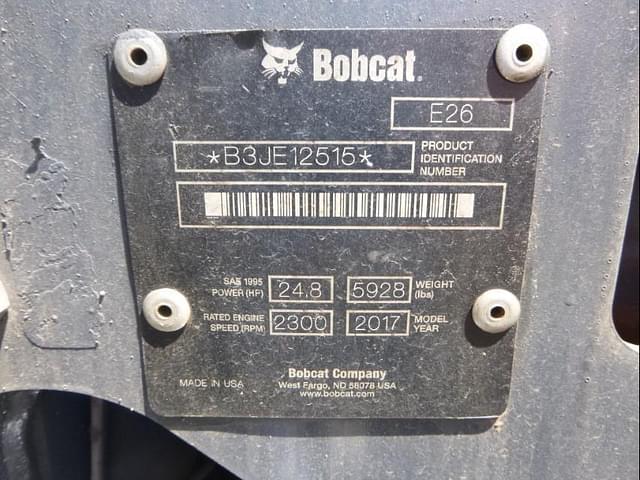 Bobcat.
E26
*B3JE12515*
PRODUCT
IDENTIFICATION
NUMBER
SAE 1995
POWER (HP) 24.8 5928 WEIGHT
(lbs)
RATED ENGINE
SPEED (RPM) 2300 2017 MODEL
YEAR
Bobcat Company
MADE IN USA West Fargo, ND 58078 USA
www.bobcat.com